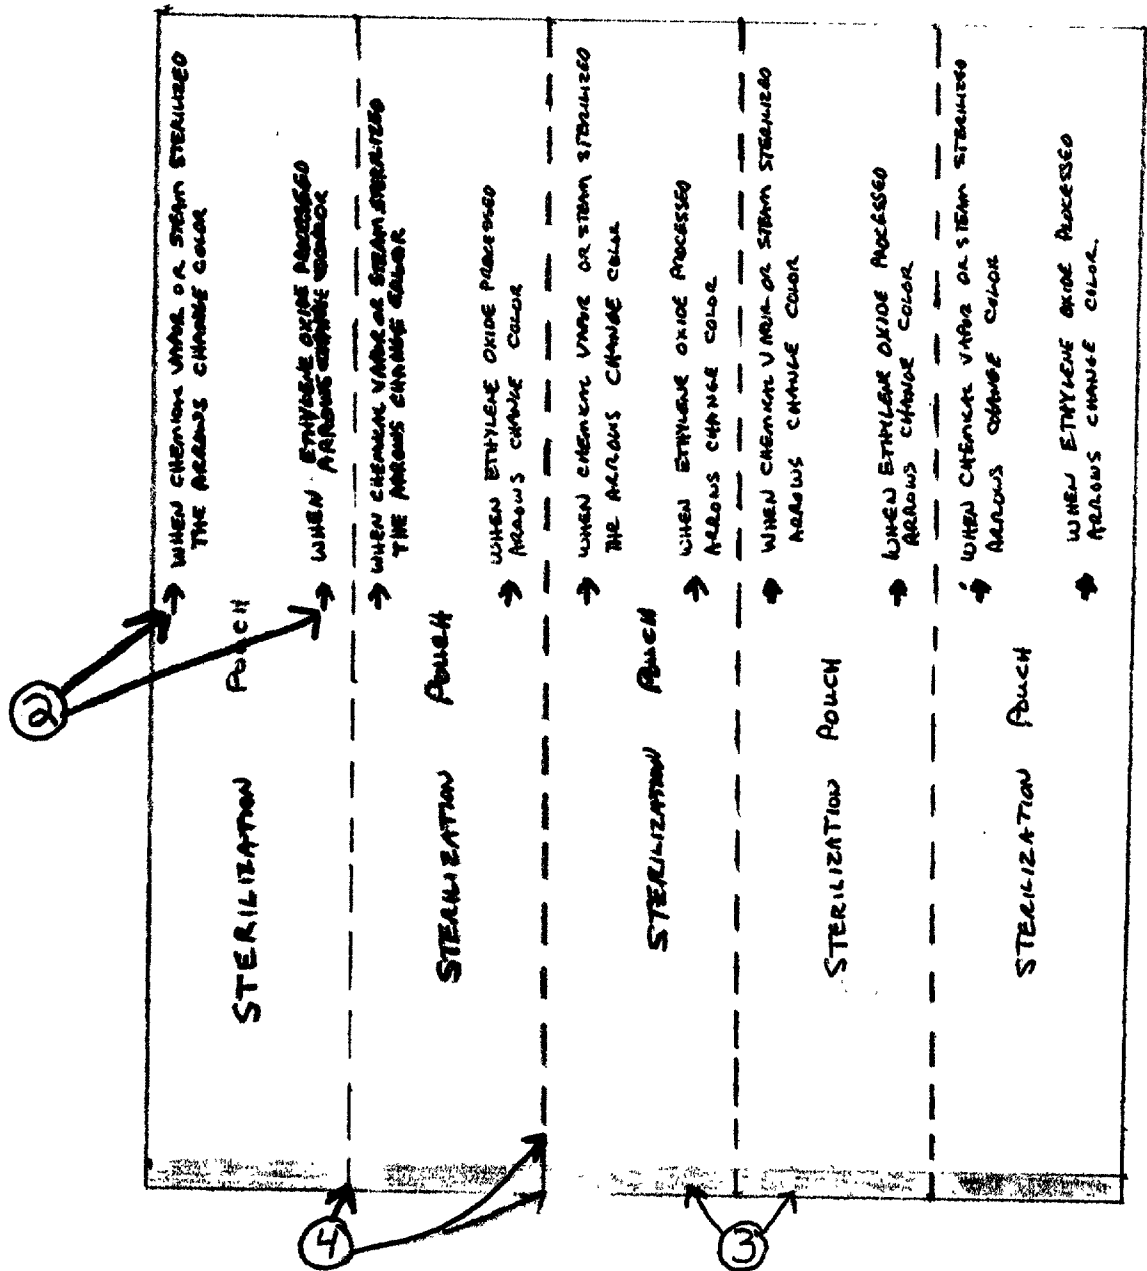 WHEN CHEMICAL VAPOR OR STEAM STERILIZED
THE ARROWS CHANGE COLOR
STERILIZATION POUCH
WHEN ETHYLENE OXIDE PROCESSED
ARROWS CHANGE COLOR
WHEN CHEMICAL VAPOR OR STEAM STERILIZED
THE ARROWS CHANGE COLOR
STERILIZATION POUCH
WHEN ETHYLENE OXIDE PROCESSED
ARROWS CHANGE COLOR
WHEN CHEMICAL VAPOR OR STEAM STERILIZED
THE ARROWS CHANGE COLOR
STERILIZATION POUCH
WHEN ETHYLENE OXIDE PROCESSED
ARROWS CHANGE COLOR
WHEN CHEMICAL VAPOR OR STEAM STERILIZED
ARROWS CHANGE COLOR
STERILIZATION POUCH
WHEN ETHYLENE OXIDE PROCESSED
ARROWS CHANGE COLOR
WHEN CHEMICAL VAPOR OR STEAM STERILIZED
ARROWS CHANGE COLOR
STERILIZATION POUCH
WHEN ETHYLENE OXIDE PROCESSED
ARROWS CHANGE COLOR
2
4
3